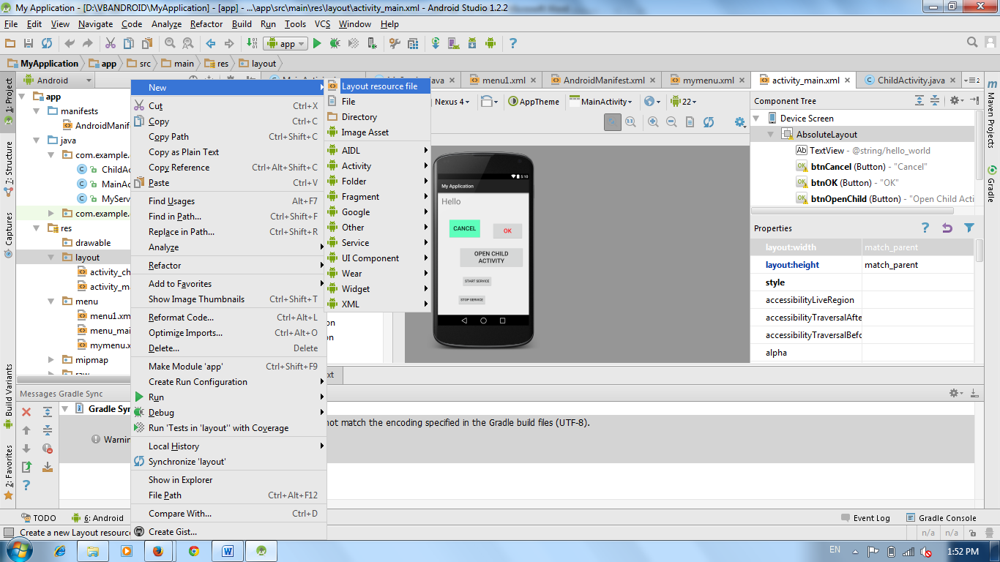 My Application - [D:\VBANDROID\MyApplication] - [app] - ...\app\src\main\res\layout\activity_main.xml - Android Studio 1.2.2
File Edit View Navigate Code Analyze Refactor Build Run Tools VCS Window Help
app
MyApplication app src main res layout
Android
menu1.xml AndroidManifest.xml mymenu.xml activity_main.xml ChildActivity.java
1: Project
7: Structure
Captures
Build Variants
2: Favorites
app
manifests
AndroidManif
java
com.example.
ChildAc
MainAc
MyServ
com.example.
res
drawable
layout
activity_ch
activity_ma
menu
menu1.xm
menu_mai
mymenu.x
mipmap
raw
New
Cut Ctrl+X
Copy Ctrl+C
Copy Path Ctrl+Shift+C
Copy as Plain Text
Copy Reference Ctrl+Alt+Shift+C
Paste Ctrl+V
Find Usages Alt+F7
Find in Path... Ctrl+Shift+F
Replace in Path... Ctrl+Shift+R
Analyze
Refactor
Add to Favorites
Show Image Thumbnails Ctrl+Shift+T
Reformat Code... Ctrl+Alt+L
Optimize Imports... Ctrl+Alt+O
Delete... Delete
Make Module 'app' Ctrl+Shift+F9
Create Run Configuration
Run
Debug
Run 'Tests in 'layout'' with Coverage
Local History
Synchronize 'layout'
Show in Explorer
File Path Ctrl+Alt+F12
Compare With... Ctrl+D
Create Gist...
Layout resource file
File
Directory
Image Asset
AIDL
Activity
Folder
Fragment
Google
Other
Service
UI Component
Wear
Widget
XML
on
on
xt
Nexus 4 AppTheme MainActivity 22
5:10
My Application
Hello
CANCEL
OK
OPEN CHILD
ACTIVITY
START SERVICE
STOP SERVICE
Component Tree
Device Screen
AbsoluteLayout
Ab TextView - @string/hello_world
OK btnCancel (Button) - "Cancel"
OK btnOK (Button) - "OK"
OK btnOpenChild (Button) - "Open Child Acti
Properties
layout:width match_parent
layout:height match_parent
style
accessibilityLiveRegion
accessibilityTraversalAfte
accessibilityTraversalBefo
alpha
Maven Projects
Gradle
Messages Gradle Sync
Gradle Syn
Warnin
not match the encoding specified in the Gradle build files (UTF-8).
TODO 6: Android Event Log Gradle Console
Create a new Layout resource
n/a n/a
EN 1:52 PM